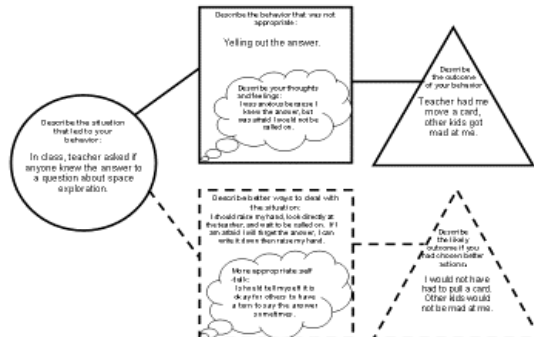 Describe the behavior that was not
appropriate:
Yelling out the answer.
Describe your thoughts
and feelings:
I was anxious because I
knew the answer, but
was afraid I would not be
called on.
Describe
the outcome
of your behavior
Teacher had me
move a card,
other kids got
mad at me.
Describe the situation
that led to your
behavior:
In class, teacher asked if
anyone knew the answer to
a question about space
exploration.
Describe better ways to deal with
the situation:
I should raise my hand, look directly at
the teacher, and wait to be called on. If I
am afraid I will forget the answer, I can
write it down then raise my hand.
More appropriate self
-talk:
I should tell myself it is
okay for others to have
a turn to say the answer
sometimes.
Describe
the likely
outcome if you
had chosen better
actions.
I would not have
had to pull a card.
Other kids would
not be mad at me.